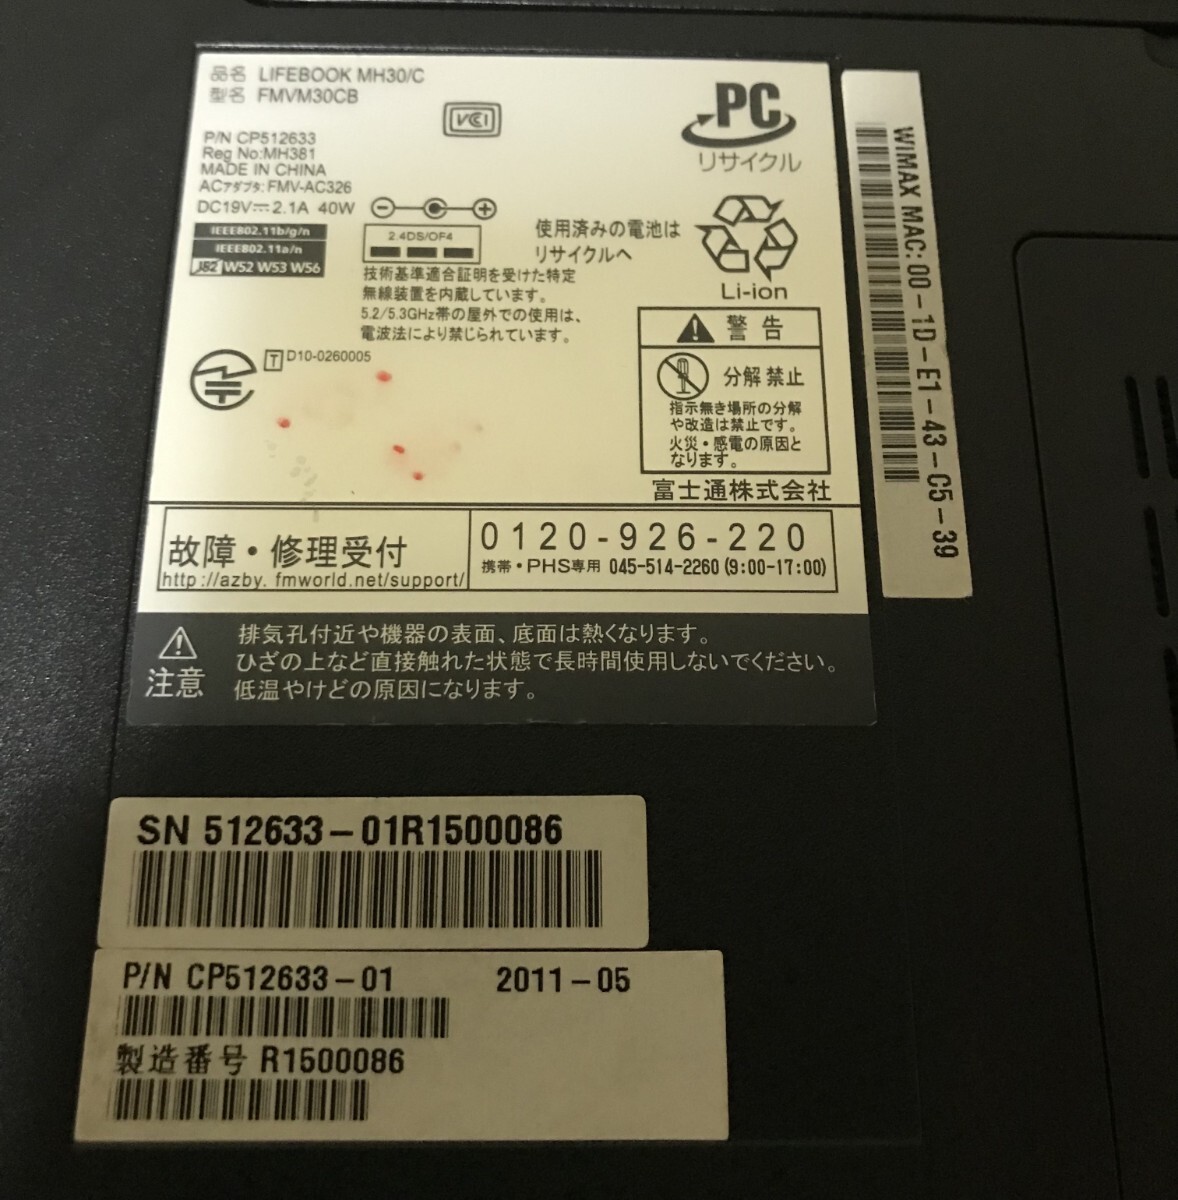 品名 LIFEBOOK MH30/C
型名 FMVM30CB
VCCI
P/N CP512633
Reg No:MH381
MADE IN CHINA
ACアダプタ:FMV-AC326
DC19V⎓2.1A 40W
IEEE802.11b/g/n
IEEE802.11a/n
J52 W52 W53 W56
2.4DS/OF4
技術基準適合証明を受けた特定
無線装置を内蔵しています。
5.2/5.3GHz帯の屋外での使用は、
電波法により禁じられています。
T D10-0260005
PC
リサイクル
使用済みの電池は
リサイクルへ
Li-ion
警告
分解禁止
指示無き場所の分解
や改造は禁止です。
火災・感電の原因と
なります。
富士通株式会社
故障・修理受付
http://azby.fmworld.net/support/
0120-926-220
携帯・PHS専用 045-514-2260 (9:00-17:00)
注意
排気孔付近や機器の表面、底面は熱くなります。
ひざの上など直接触れた状態で長時間使用しないでください。
低温やけどの原因になります。
WiMAX MAC: 00-1D-E1-43-C5-39
SN 512633-01R1500086
P/N CP512633-01 2011-05
製造番号 R1500086